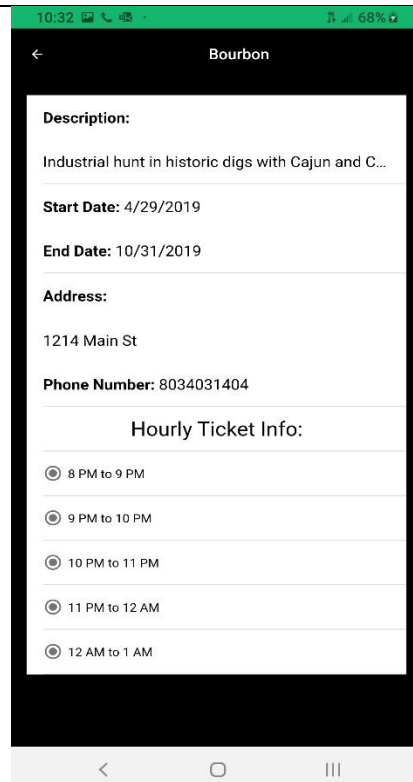 10:32 68%
Bourbon
Description:
Industrial hunt in historic digs with Cajun and C...
Start Date: 4/29/2019
End Date: 10/31/2019
Address:
1214 Main St
Phone Number: 8034031404
Hourly Ticket Info:
8 PM to 9 PM
9 PM to 10 PM
10 PM to 11 PM
11 PM to 12 AM
12 AM to 1 AM